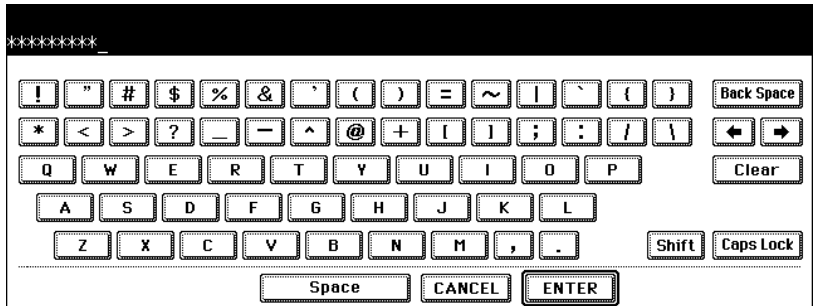 *********_
! " # $ % & ' ( ) = ~ | ` { } Back Space
* < > ? _ — ^ @ + [ ] ; : / \ ← →
Q W E R T Y U I O P Clear
A S D F G H J K L
Z X C V B N M , . Shift Caps Lock
Space CANCEL ENTER